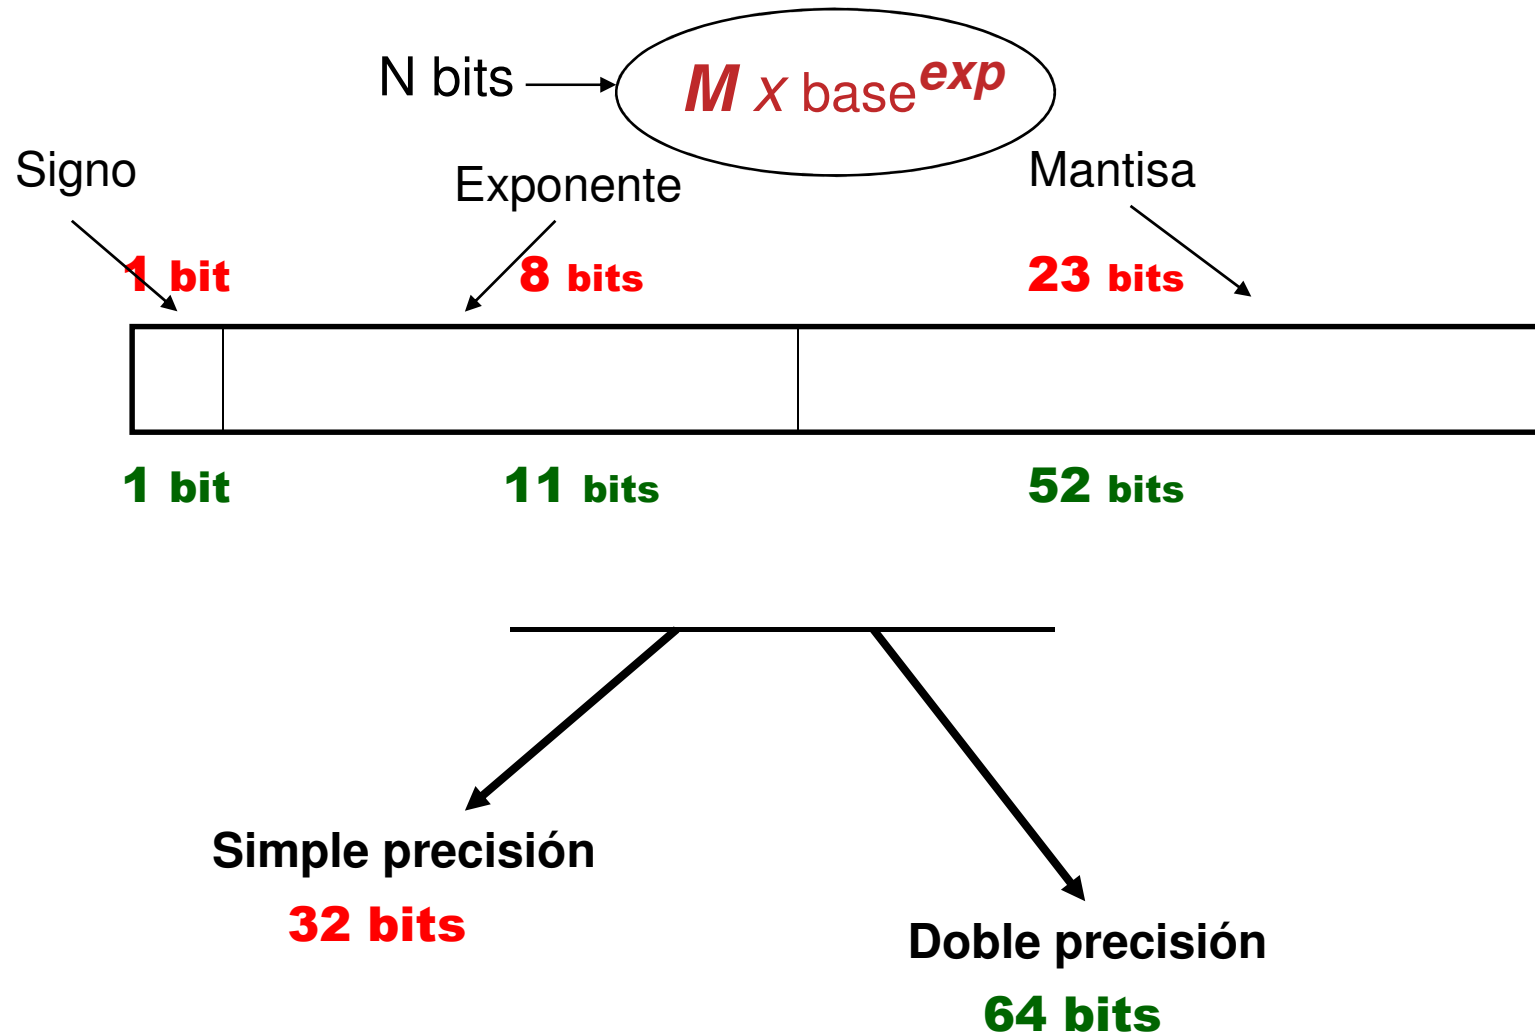 N bits
M x base^exp
Signo
Exponente
Mantisa
1 bit
8 bits
23 bits
1 bit
11 bits
52 bits
Simple precisión
32 bits
Doble precisión
64 bits